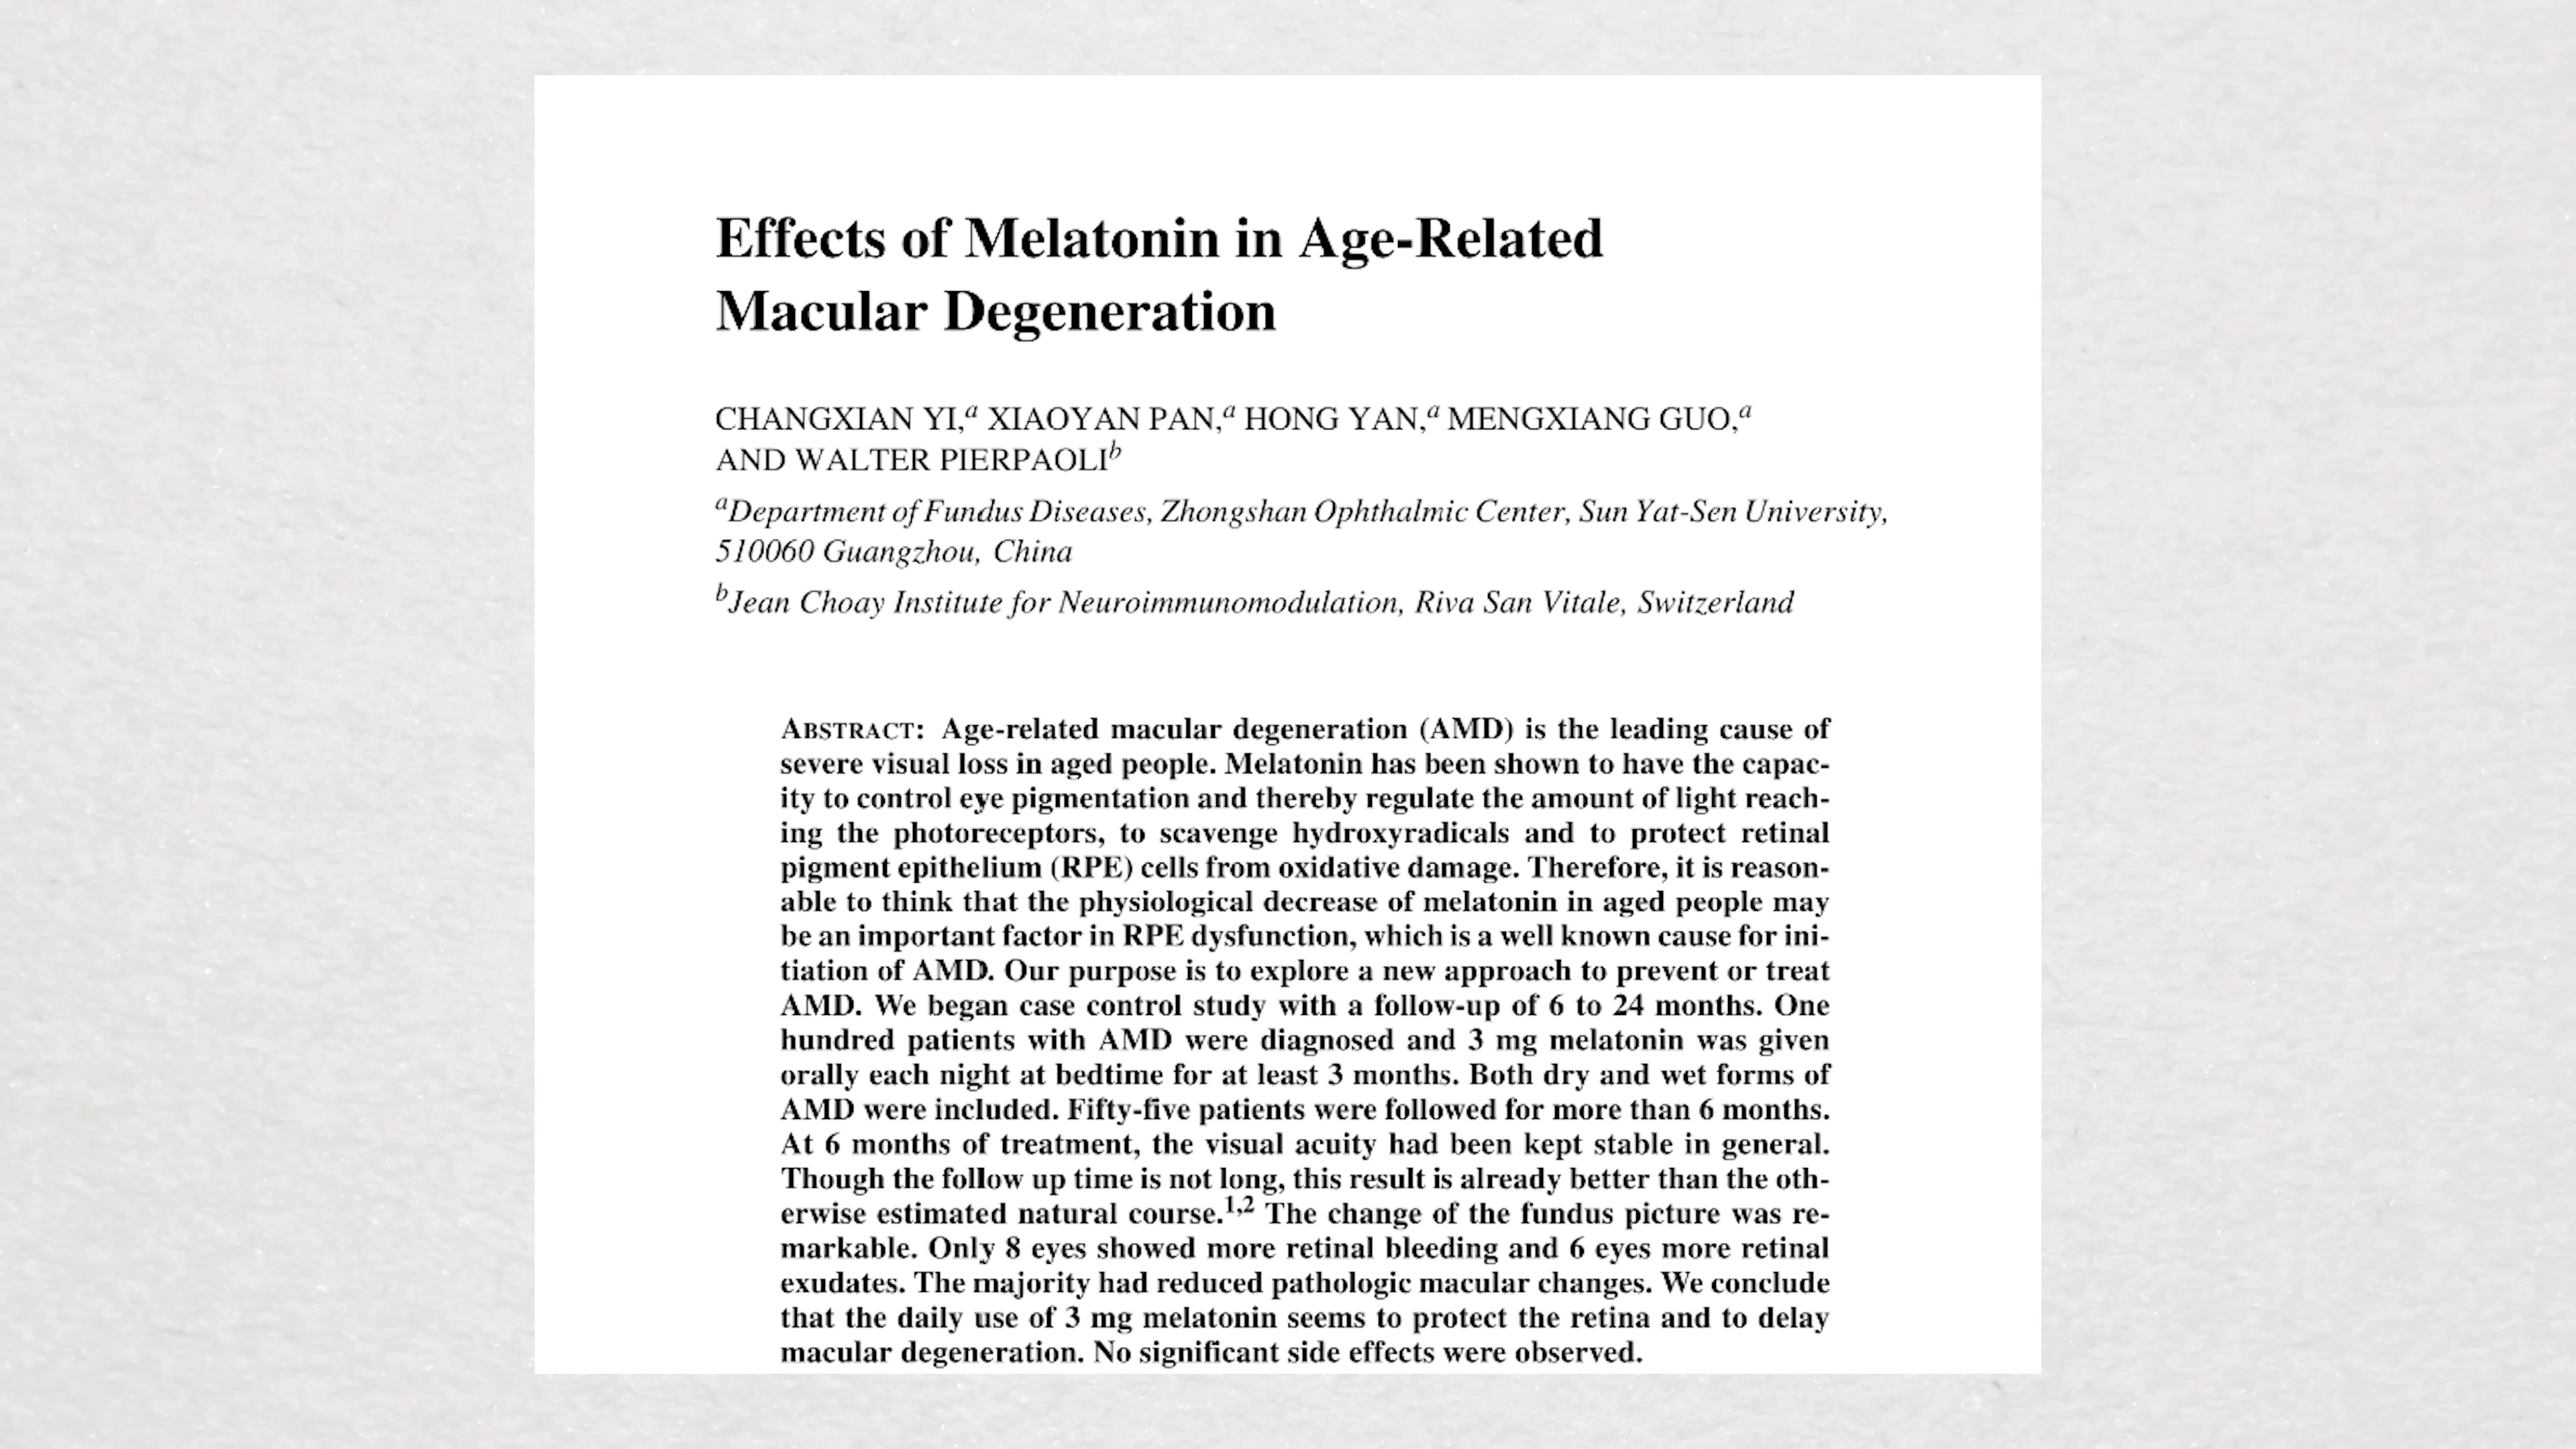 Effects of Melatonin in Age-Related
Macular Degeneration
CHANGXIAN YI,a XIAOYAN PAN,a HONG YAN,a MENGXIANG GUO,a
AND WALTER PIERPAOLIb
aDepartment of Fundus Diseases, Zhongshan Ophthalmic Center, Sun Yat-Sen University,
510060 Guangzhou, China
bJean Choay Institute for Neuroimmunomodulation, Riva San Vitale, Switzerland
ABSTRACT: Age-related macular degeneration (AMD) is the leading cause of
severe visual loss in aged people. Melatonin has been shown to have the capac-
ity to control eye pigmentation and thereby regulate the amount of light reach-
ing the photoreceptors, to scavenge hydroxyradicals and to protect retinal
pigment epithelium (RPE) cells from oxidative damage. Therefore, it is reason-
able to think that the physiological decrease of melatonin in aged people may
be an important factor in RPE dysfunction, which is a well known cause for ini-
tiation of AMD. Our purpose is to explore a new approach to prevent or treat
AMD. We began case control study with a follow-up of 6 to 24 months. One
hundred patients with AMD were diagnosed and 3 mg melatonin was given
orally each night at bedtime for at least 3 months. Both dry and wet forms of
AMD were included. Fifty-five patients were followed for more than 6 months.
At 6 months of treatment, the visual acuity had been kept stable in general.
Though the follow up time is not long, this result is already better than the oth-
erwise estimated natural course.1,2 The change of the fundus picture was re-
markable. Only 8 eyes showed more retinal bleeding and 6 eyes more retinal
exudates. The majority had reduced pathologic macular changes. We conclude
that the daily use of 3 mg melatonin seems to protect the retina and to delay
macular degeneration. No significant side effects were observed.